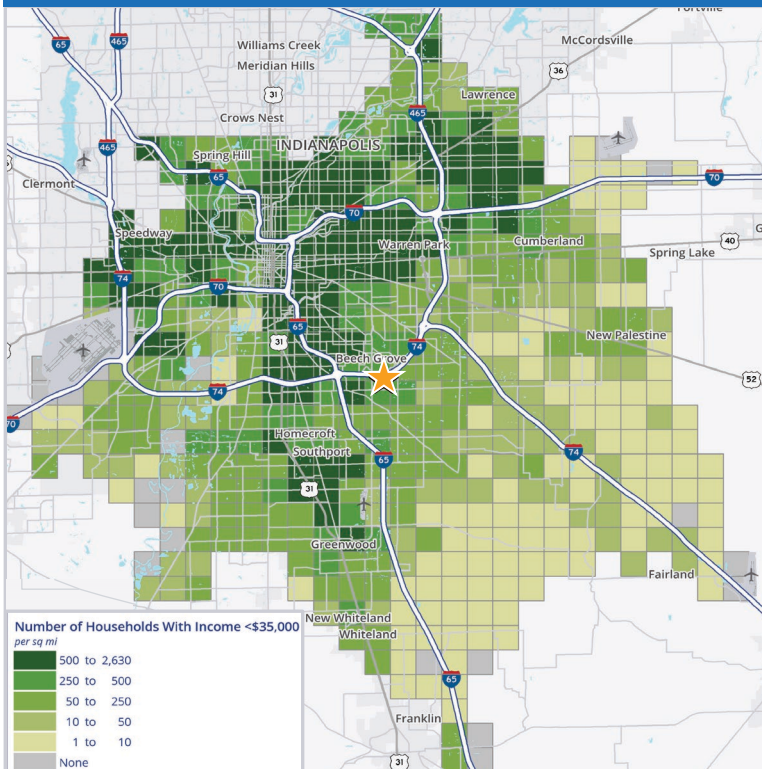 Fortville
65
465
Williams Creek
McCordsville
Meridian Hills
36
31
Lawrence
465
Crows Nest
INDIANAPOLIS
465
Spring Hill
65
70
Clermont
70
Speedway
Warren Park
Cumberland
40
Spring Lake
74
70
65
31
New Palestine
74
Beech Grove
52
74
70
Homecroft
Southport
65
74
31
Greenwood
Fairland
New Whiteland
Whiteland
65
Franklin
31
Number of Households With Income <$35,000
per sq mi
500 to 2,630
250 to 500
50 to 250
10 to 50
1 to 10
None